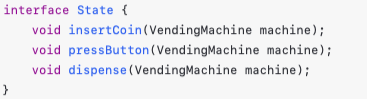 interface State {
    void insertCoin(VendingMachine machine);
    void pressButton(VendingMachine machine);
    void dispense(VendingMachine machine);
}